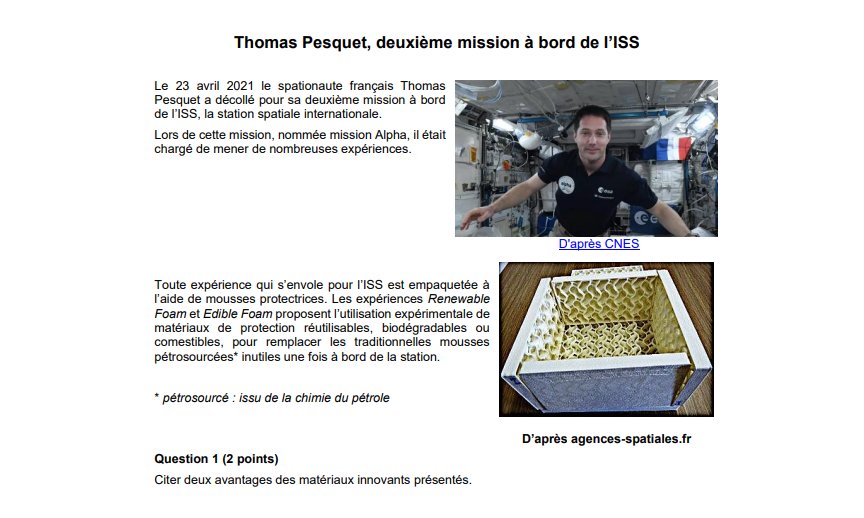 Thomas Pesquet, deuxième mission à bord de l'ISS
Le 23 avril 2021 le spationaute français Thomas
Pesquet a décollé pour sa deuxième mission à bord
de l'ISS, la station spatiale internationale.
Lors de cette mission, nommée mission Alpha, il était
chargé de mener de nombreuses expériences.
alpha
esa
esa
D'après CNES
Toute expérience qui s'envole pour l'ISS est empaquetée à
l'aide de mousses protectrices. Les expériences Renewable
Foam et Edible Foam proposent l'utilisation expérimentale de
matériaux de protection réutilisables, biodégradables ou
comestibles, pour remplacer les traditionnelles mousses
pétrosourcées* inutiles une fois à bord de la station.
* pétrosourcé : issu de la chimie du pétrole
D'après agences-spatiales.fr
Question 1 (2 points)
Citer deux avantages des matériaux innovants présentés.